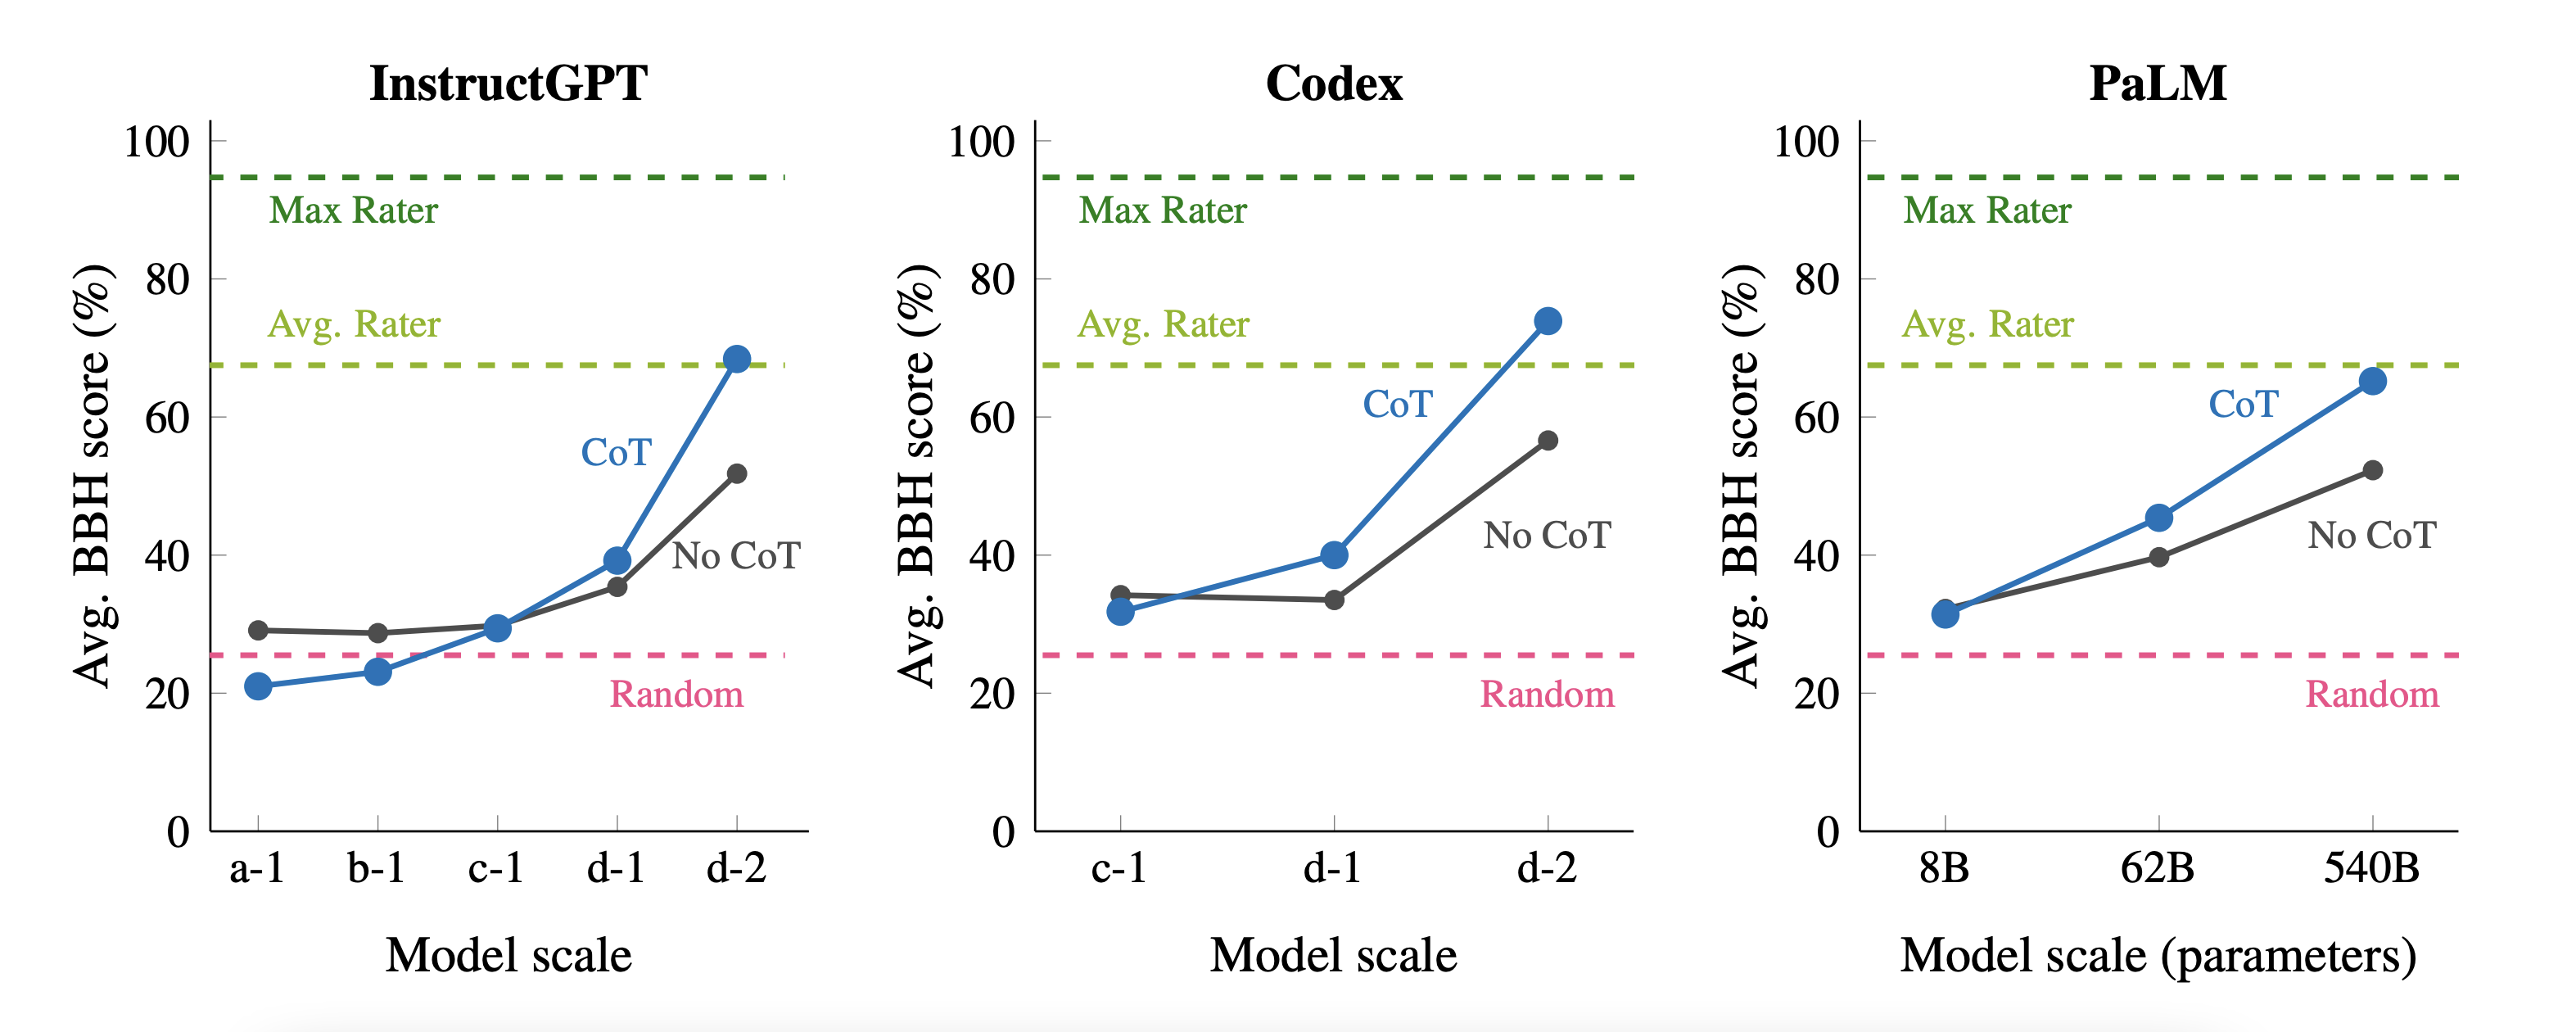 InstructGPT
100
80
60
40
20
0
Avg. BBH score (%)
Max Rater
Avg. Rater
CoT
No CoT
Random
a-1 b-1 c-1 d-1 d-2
Model scale
Codex
100
80
60
40
20
0
Avg. BBH score (%)
Max Rater
Avg. Rater
CoT
No CoT
Random
c-1 d-1 d-2
Model scale
PaLM
100
80
60
40
20
0
Avg. BBH score (%)
Max Rater
Avg. Rater
CoT
No CoT
Random
8B 62B 540B
Model scale (parameters)